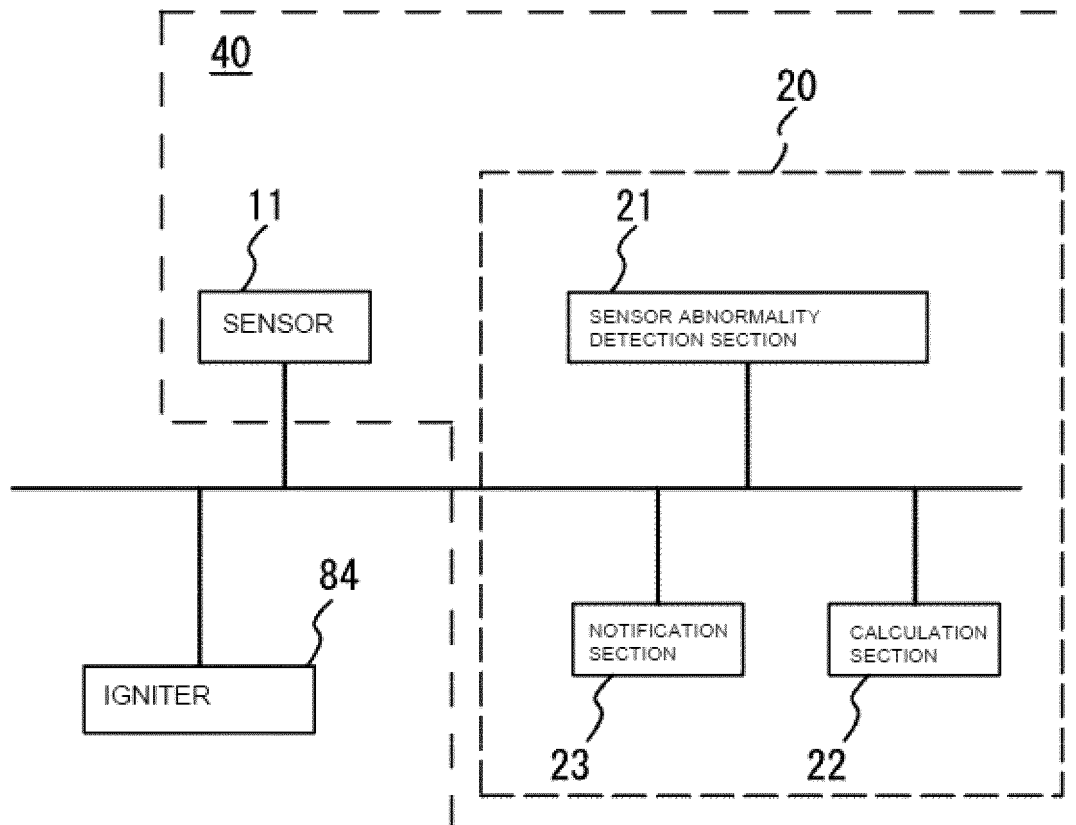 40
20
11
21
SENSOR
SENSOR ABNORMALITY
DETECTION SECTION
84
IGNITER
NOTIFICATION
SECTION
CALCULATION
SECTION
23
22